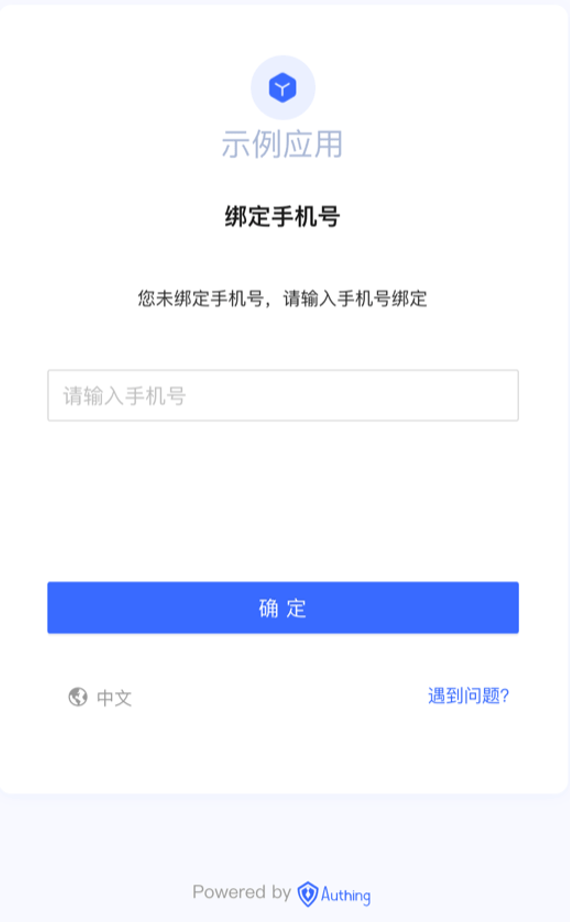 示例应用
绑定手机号
您未绑定手机号，请输入手机号绑定
请输入手机号
确 定
中文
遇到问题?
Powered by Authing